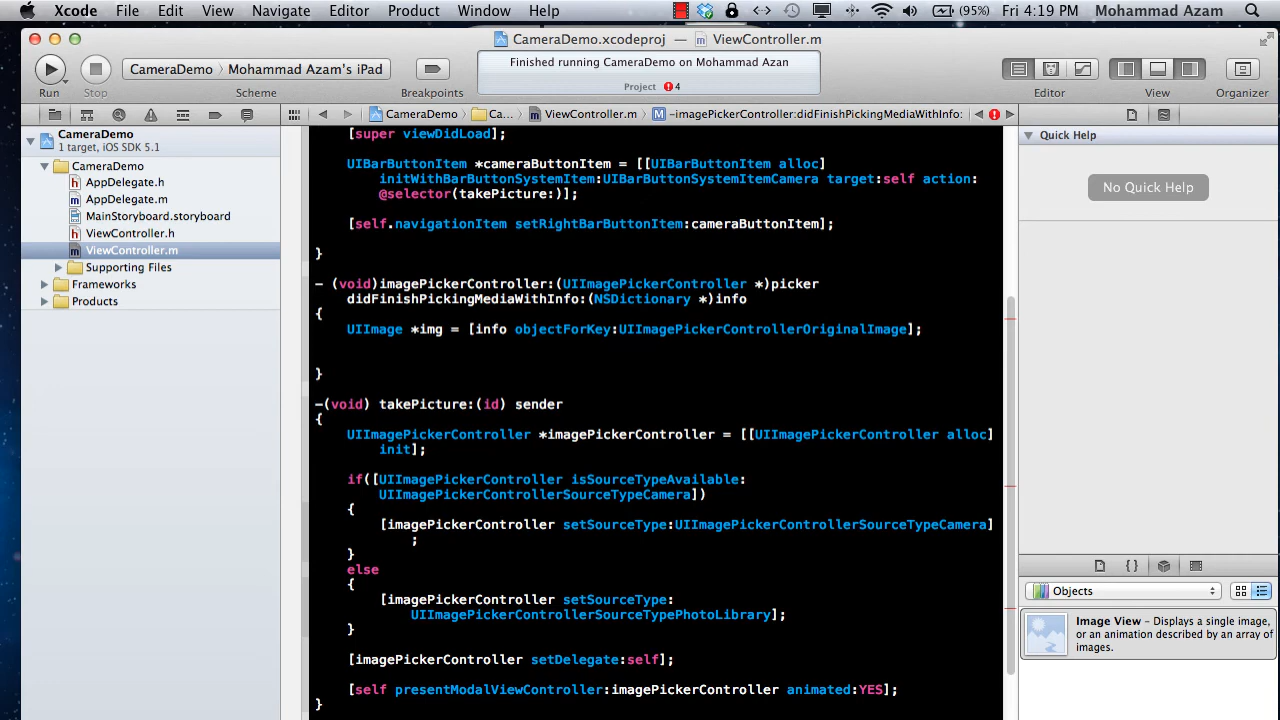 Xcode File Edit View Navigate Editor Product Window Help (95%) Fri 4:19 PM Mohammad Azam
CameraDemo.xcodeproj — ViewController.m
CameraDemo Mohammad Azam's iPad
Finished running CameraDemo on Mohammad Azan
Project 4
Run Stop Scheme Breakpoints Editor View Organizer
CameraDemo Ca... ViewController.m M -imagePickerController:didFinishPickingMediaWithInfo:
CameraDemo
1 target, iOS SDK 5.1
CameraDemo
AppDelegate.h
AppDelegate.m
MainStoryboard.storyboard
ViewController.h
ViewController.m
Supporting Files
Frameworks
Products
[super viewDidLoad];
UIBarButtonItem *cameraButtonItem = [[UIBarButtonItem alloc]
initWithBarButtonSystemItem:UIBarButtonSystemItemCamera target:self action:
@selector(takePicture:)];
[self.navigationItem setRightBarButtonItem:cameraButtonItem];
}
- (void)imagePickerController:(UIImagePickerController *)picker
didFinishPickingMediaWithInfo:(NSDictionary *)info
{
UIImage *img = [info objectForKey:UIImagePickerControllerOriginalImage];
}
-(void) takePicture:(id) sender
{
UIImagePickerController *imagePickerController = [[UIImagePickerController alloc]
init];
if([UIImagePickerController isSourceTypeAvailable:
UIImagePickerControllerSourceTypeCamera])
{
[imagePickerController setSourceType:UIImagePickerControllerSourceTypeCamera]
;
}
else
{
[imagePickerController setSourceType:
UIImagePickerControllerSourceTypePhotoLibrary];
}
[imagePickerController setDelegate:self];
[self presentModalViewController:imagePickerController animated:YES];
}
Quick Help
No Quick Help
{}
Objects
Image View – Displays a single image,
or an animation described by an array of
images.